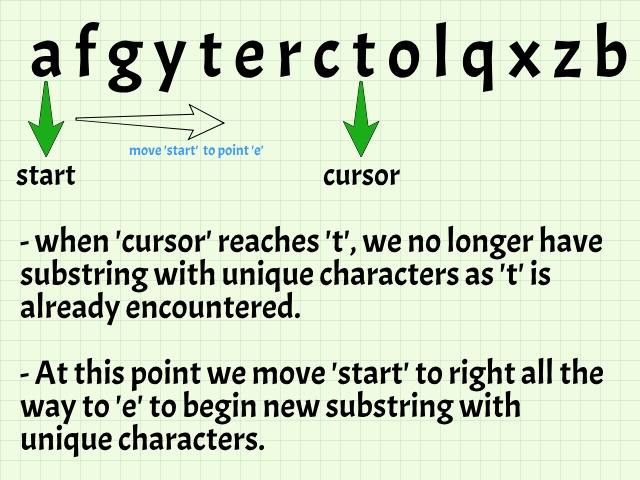 a f g y t e r c t o l q x z b
move 'start' to point 'e'
start
cursor
- when 'cursor' reaches 't', we no longer have
substring with unique characters as 't' is
already encountered.
- At this point we move 'start' to right all the
way to 'e' to begin new substring with
unique characters.